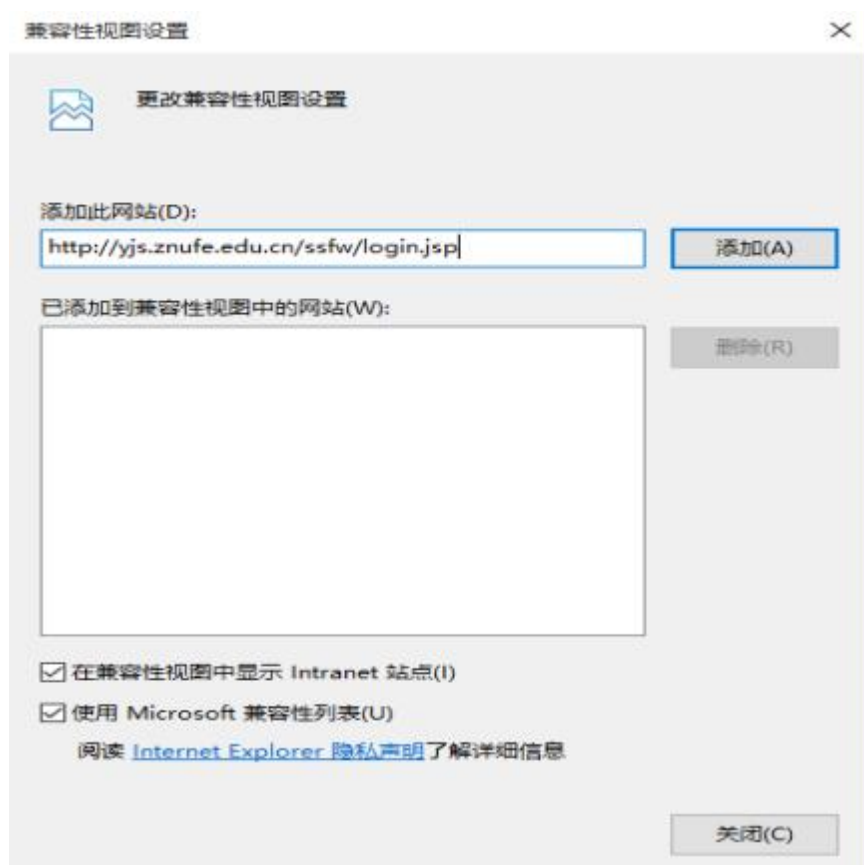 兼容性视图设置
更改兼容性视图设置
添加此网站(D):
http://yjs.znufe.edu.cn/ssfw/login.jsp
添加(A)
已添加到兼容性视图中的网站(W):
删除(R)
在兼容性视图中显示 Intranet 站点(I)
使用 Microsoft 兼容性列表(U)
阅读 Internet Explorer 隐私声明了解详细信息
关闭(C)